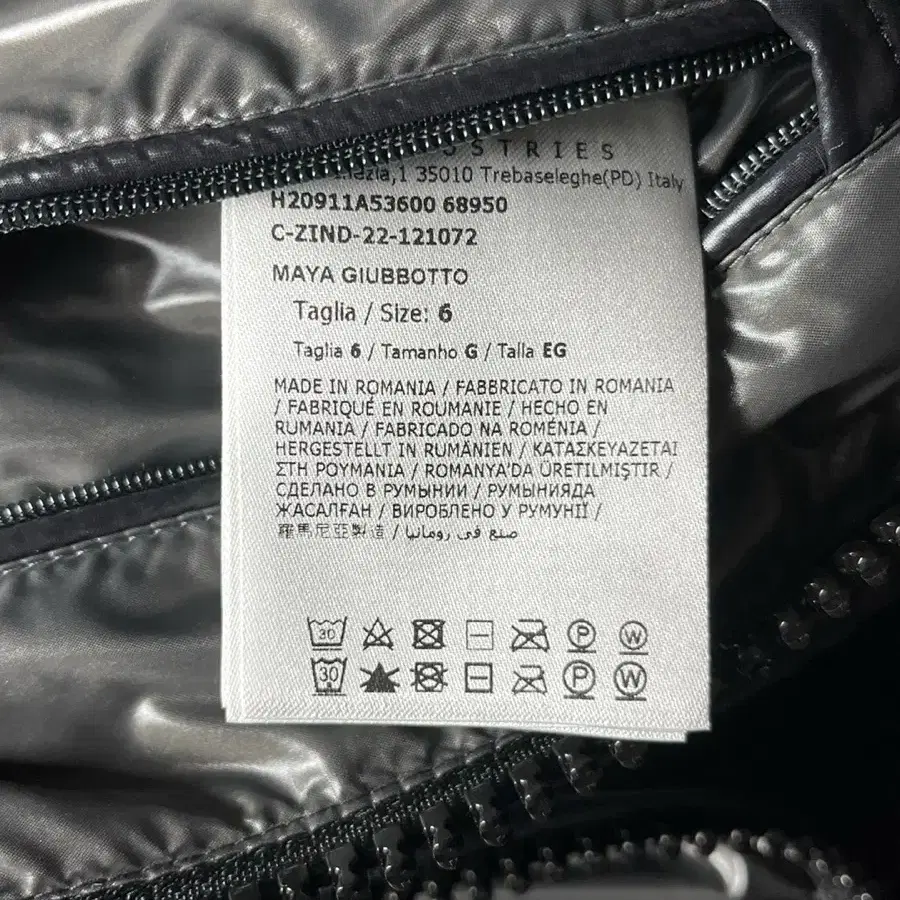 STRIES
,1 35010 Trebaseleghe(PD) Italy
H20911A53600 68950
C-ZIND-22-121072
MAYA GIUBBOTTO
Taglia / Size: 6
Taglia 6 / Tamanho G / Talla EG
MADE IN ROMANIA / FABBRICATO IN ROMANIA
/ FABRIQUÉ EN ROUMANIE / HECHO EN
RUMANIA / FABRICADO NA ROMÉNIA /
HERGESTELLT IN RUMÄNIEN / ΚΑΤΑΣΚΕΥΑΖΕΤΑΙ
ΣΤΗ ΡΟΥΜΑΝΙΑ / ROMANYA'DA ÜRETILMIŞTIR /
СДЕЛАНО В РУМЫНИИ / РУМЫНИЯДА
ЖАСАЛҒАН / ВИРОБЛЕНО У РУМУНІЇ /
羅馬尼亞製造 / صنع في رومانيا
30 P W
30 P W